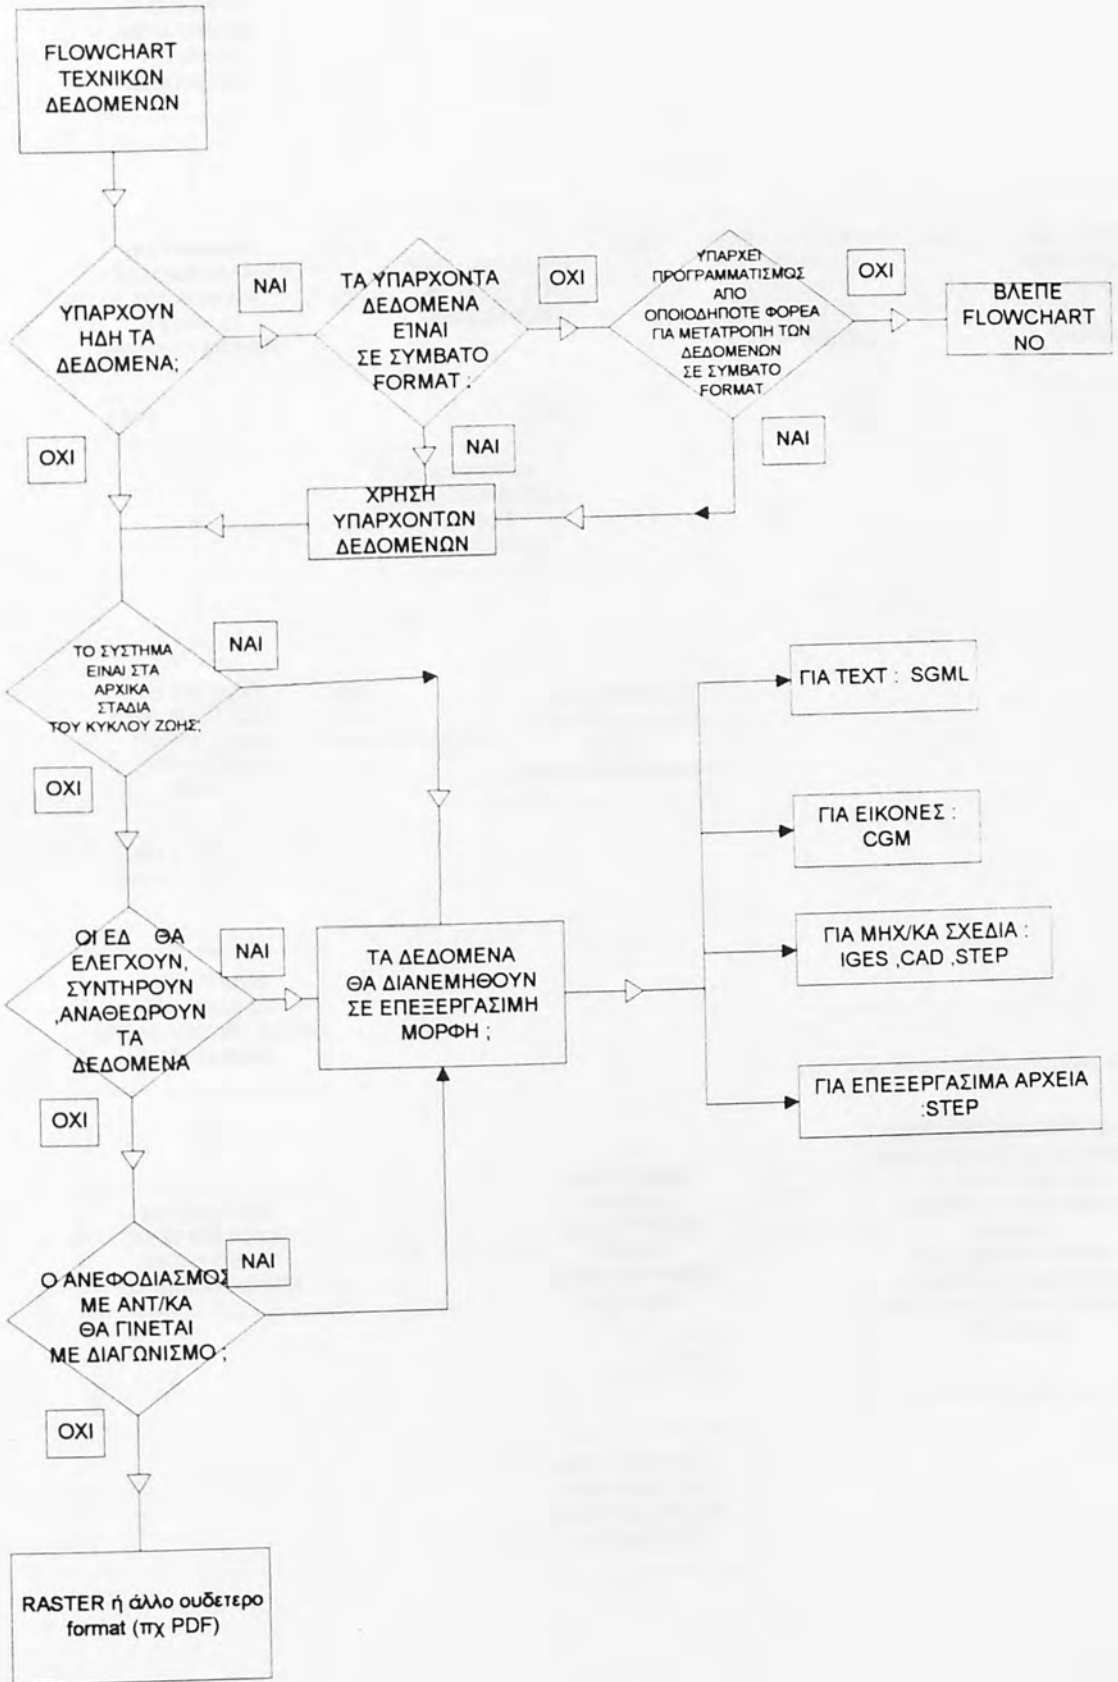 FLOWCHART
ΤΕΧΝΙΚΩΝ
ΔΕΔΟΜΕΝΩΝ
ΥΠΑΡΧΟΥΝ
ΗΔΗ ΤΑ
ΔΕΔΟΜΕΝΑ;
ΝΑΙ
ΤΑ ΥΠΑΡΧΟΝΤΑ
ΔΕΔΟΜΕΝΑ
ΕΊΝΑΙ
ΣΕ ΣΥΜΒΑΤΟ
FORMAT ;
ΟΧΙ
ΥΠΑΡΧΕΙ
ΠΡΟΓΡΑΜΜΑΤΙΣΜΟΣ
ΑΠΟ
ΟΠΟΙΟΔΗΠΟΤΕ ΦΟΡΕΑ
ΓΙΑ ΜΕΤΑΤΡΟΠΗ ΤΩΝ
ΔΕΔΟΜΕΝΩΝ
ΣΕ ΣΥΜΒΑΤΟ
FORMAT
ΟΧΙ
ΒΛΕΠΕ
FLOWCHART
NO
ΟΧΙ
ΝΑΙ
ΝΑΙ
ΧΡΗΣΗ
ΥΠΑΡΧΟΝΤΩΝ
ΔΕΔΟΜΕΝΩΝ
ΤΟ ΣΥΣΤΗΜΑ
ΕΙΝΑΙ ΣΤΑ
ΑΡΧΙΚΑ
ΣΤΑΔΙΑ
ΤΟΥ ΚΥΚΛΟΥ ΖΩΗΣ;
ΝΑΙ
ΟΧΙ
ΓΙΑ TEXT : SGML
ΓΙΑ ΕΙΚΟΝΕΣ :
CGM
ΟΙ ΕΔ ΘΑ
ΕΛΕΓΧΟΥΝ,
ΣΥΝΤΗΡΟΥΝ
,ΑΝΑΘΕΩΡΟΥΝ
ΤΑ
ΔΕΔΟΜΕΝΑ
ΝΑΙ
ΤΑ ΔΕΔΟΜΕΝΑ
ΘΑ ΔΙΑΝΕΜΗΘΟΥΝ
ΣΕ ΕΠΕΞΕΡΓΑΣΙΜΗ
ΜΟΡΦΗ ;
ΓΙΑ ΜΗΧ/ΚΑ ΣΧΕΔΙΑ :
IGES ,CAD ,STEP
ΓΙΑ ΕΠΕΞΕΡΓΑΣΙΜΑ ΑΡΧΕΙΑ
:STEP
ΟΧΙ
Ο ΑΝΕΦΟΔΙΑΣΜΟΣ
ΜΕ ΑΝΤ/ΚΑ
ΘΑ ΓΙΝΕΤΑΙ
ΜΕ ΔΙΑΓΩΝΙΣΜΟ ;
ΝΑΙ
ΟΧΙ
RASTER ή άλλο ουδετερο
format (πχ PDF)